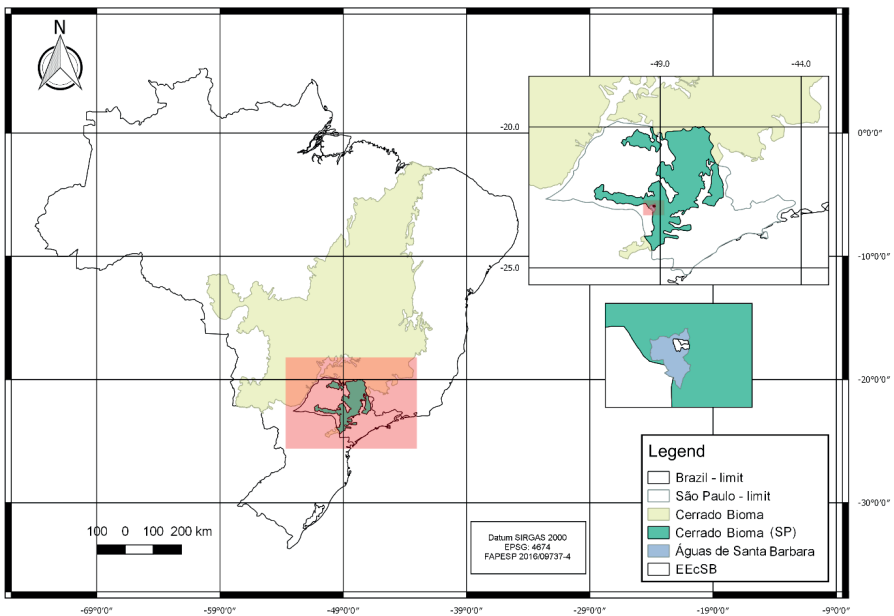 N
-49.0
-44.0
-20.0
-25.0
0°0'0"
-10°0'0"
-20°0'0"
-30°0'0"
Legend
Brazil - limit
São Paulo - limit
Cerrado Bioma
Cerrado Bioma (SP)
Águas de Santa Barbara
EEcSB
100 0 100 200 km
Datum SIRGAS 2000
EPSG: 4674
FAPESP 2016/09737-4
-69°0'0" -59°0'0" -49°0'0" -39°0'0" -29°0'0" -19°0'0" -9°0'0"